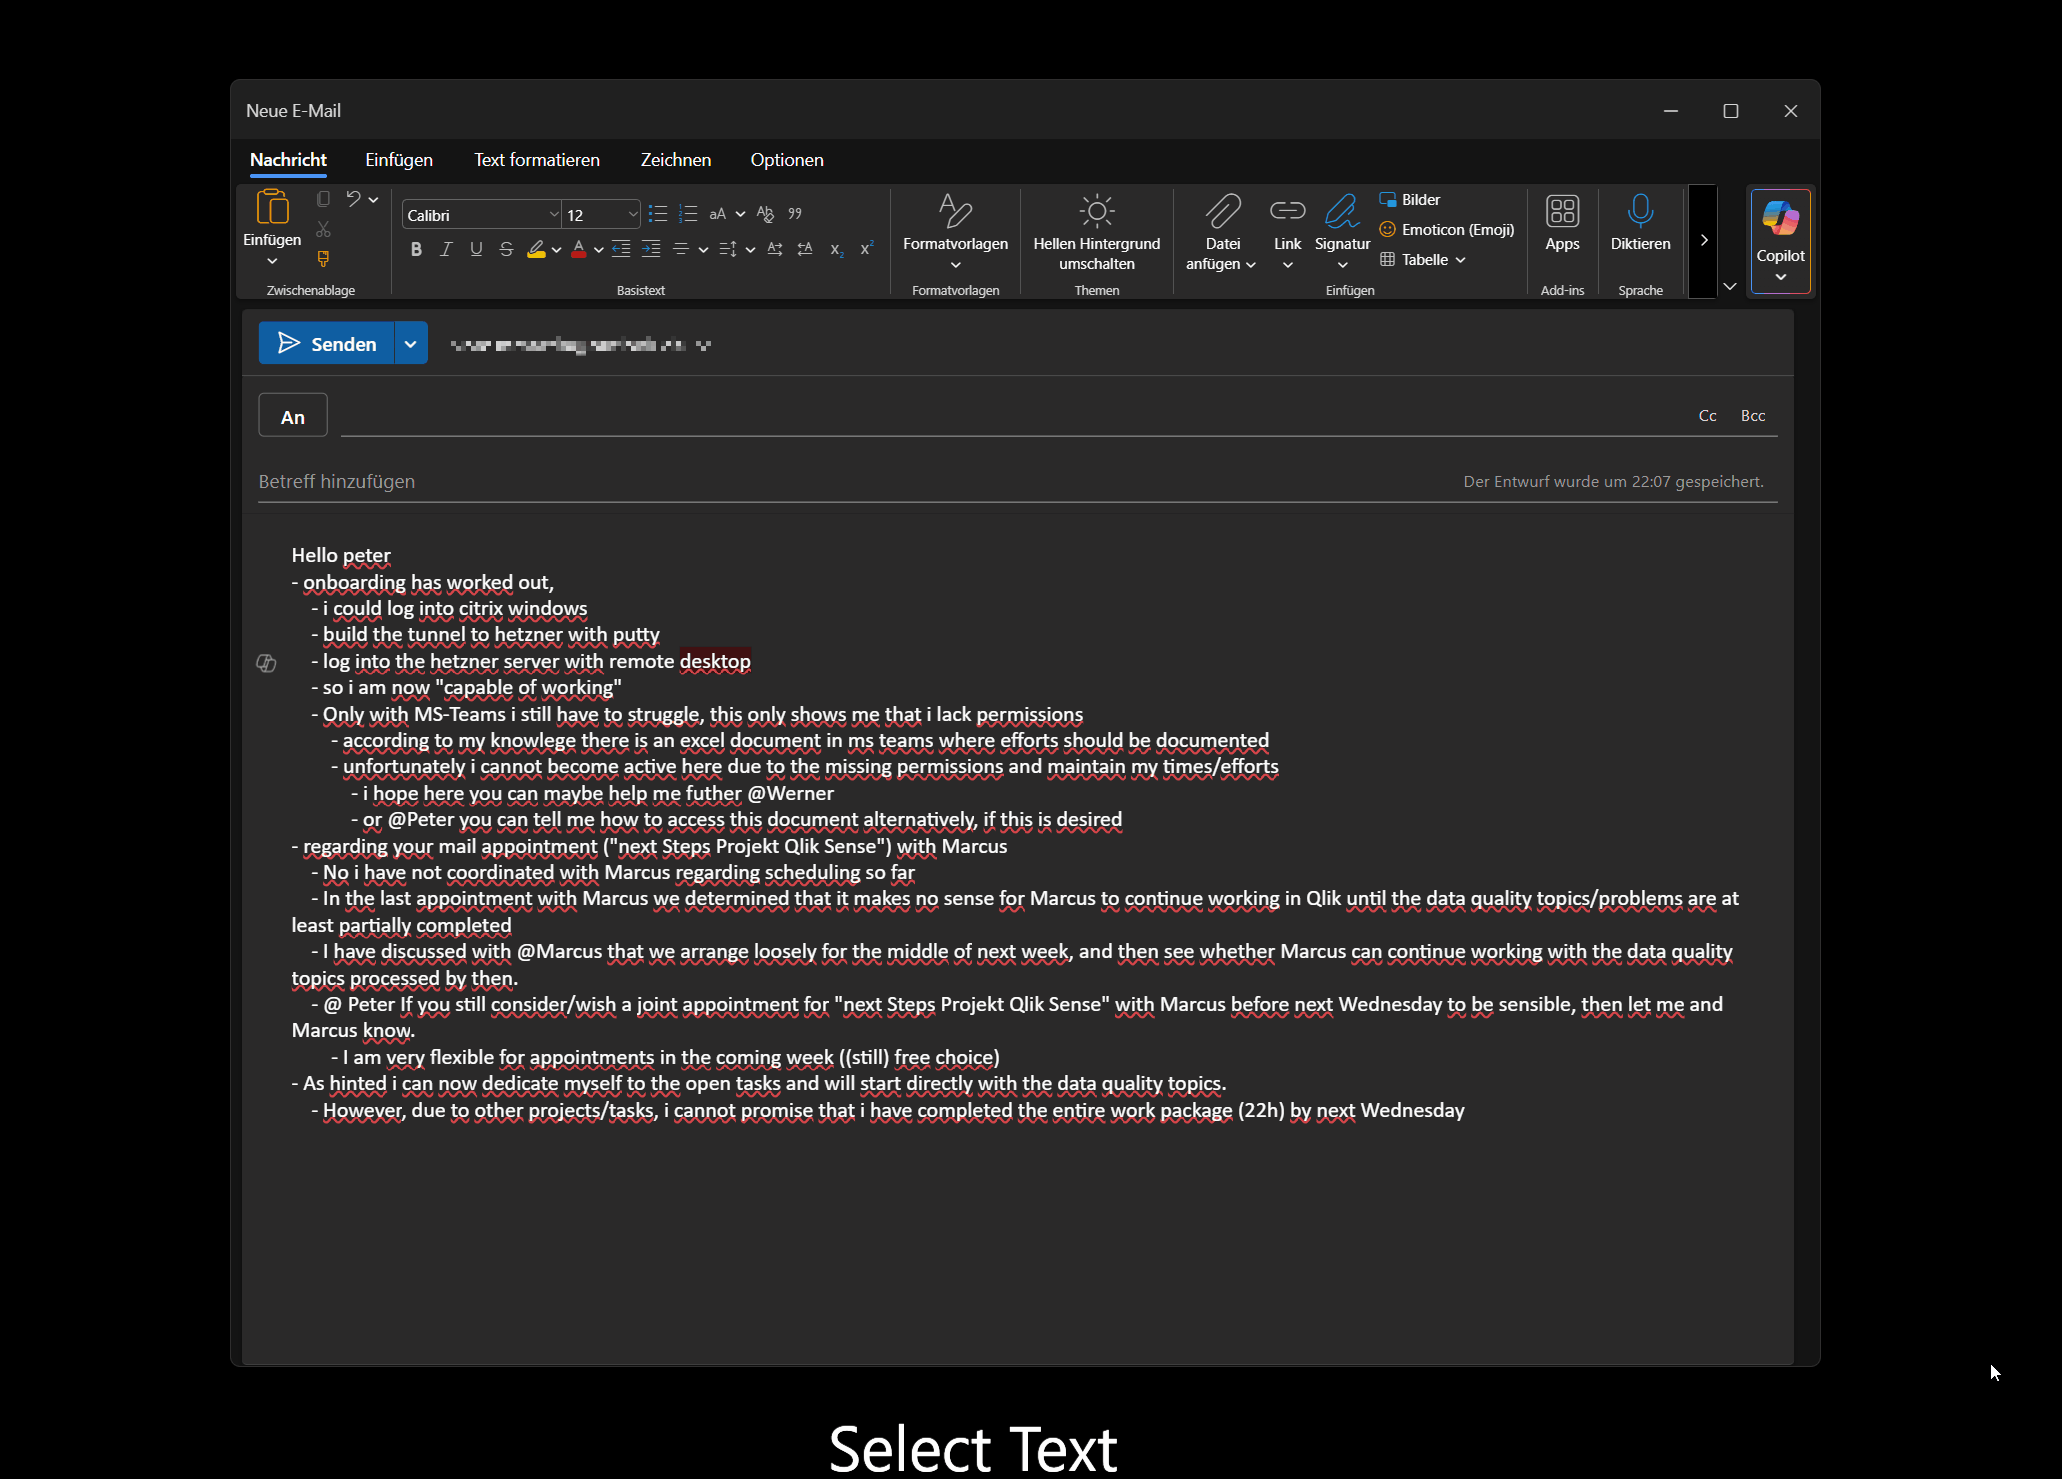 Neue E-Mail
Nachricht Einfügen Text formatieren Zeichnen Optionen
Einfügen
Zwischenablage
Calibri 12
Basistext
Formatvorlagen
Formatvorlagen
Hellen Hintergrund umschalten
Themen
Datei anfügen
Link
Signatur
Bilder
Emoticon (Emoji)
Tabelle
Einfügen
Apps
Add-ins
Diktieren
Sprache
Copilot
Senden
An Cc Bcc
Betreff hinzufügen Der Entwurf wurde um 22:07 gespeichert.
Hello peter
- onboarding has worked out,
- i could log into citrix windows
- build the tunnel to hetzner with putty
- log into the hetzner server with remote desktop
- so i am now "capable of working"
- Only with MS-Teams i still have to struggle, this only shows me that i lack permissions
- according to my knowlege there is an excel document in ms teams where efforts should be documented
- unfortunately i cannot become active here due to the missing permissions and maintain my times/efforts
- i hope here you can maybe help me futher @Werner
- or @Peter you can tell me how to access this document alternatively, if this is desired
- regarding your mail appointment ("next Steps Projekt Qlik Sense") with Marcus
- No i have not coordinated with Marcus regarding scheduling so far
- In the last appointment with Marcus we determined that it makes no sense for Marcus to continue working in Qlik until the data quality topics/problems are at
least partially completed
- I have discussed with @Marcus that we arrange loosely for the middle of next week, and then see whether Marcus can continue working with the data quality
topics processed by then.
- @ Peter If you still consider/wish a joint appointment for "next Steps Projekt Qlik Sense" with Marcus before next Wednesday to be sensible, then let me and
Marcus know.
- I am very flexible for appointments in the coming week ((still) free choice)
- As hinted i can now dedicate myself to the open tasks and will start directly with the data quality topics.
- However, due to other projects/tasks, i cannot promise that i have completed the entire work package (22h) by next Wednesday
Select Text